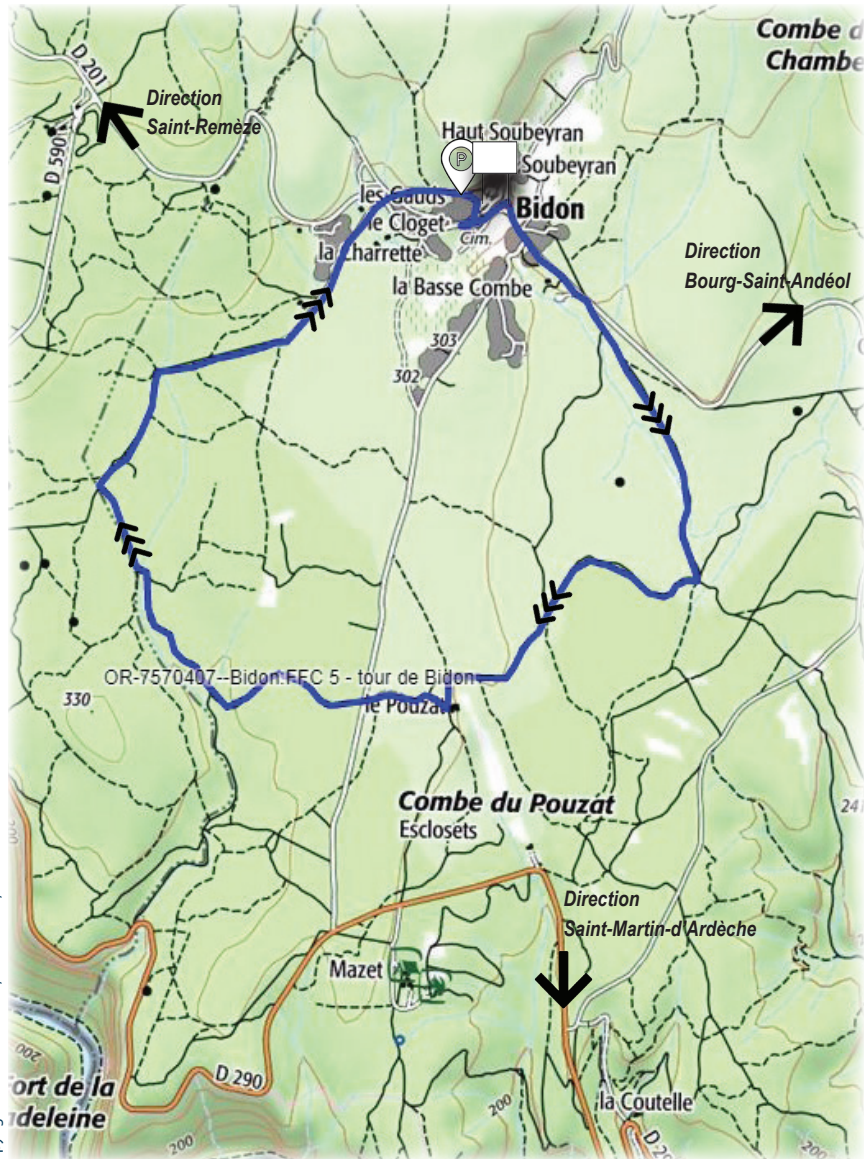 Combe d
Chambe
D 201
Direction
Saint-Remèze
D 590
Haut Soubeyran
P
Soubeyran
les Gauds
le Cloget
Bidon
Cim.
la Charrette
Direction
Bourg-Saint-Andéol
la Basse Combe
303
302
OR-7570407--Bidon.FFC 5 - tour de Bidon
330
le Pouzat
Combe du Pouzat
241
Esclosets
Direction
Saint-Martin-d'Ardèche
Mazet
200
D 290
ort de la
deleine
200
la Coutelle
200
D 29